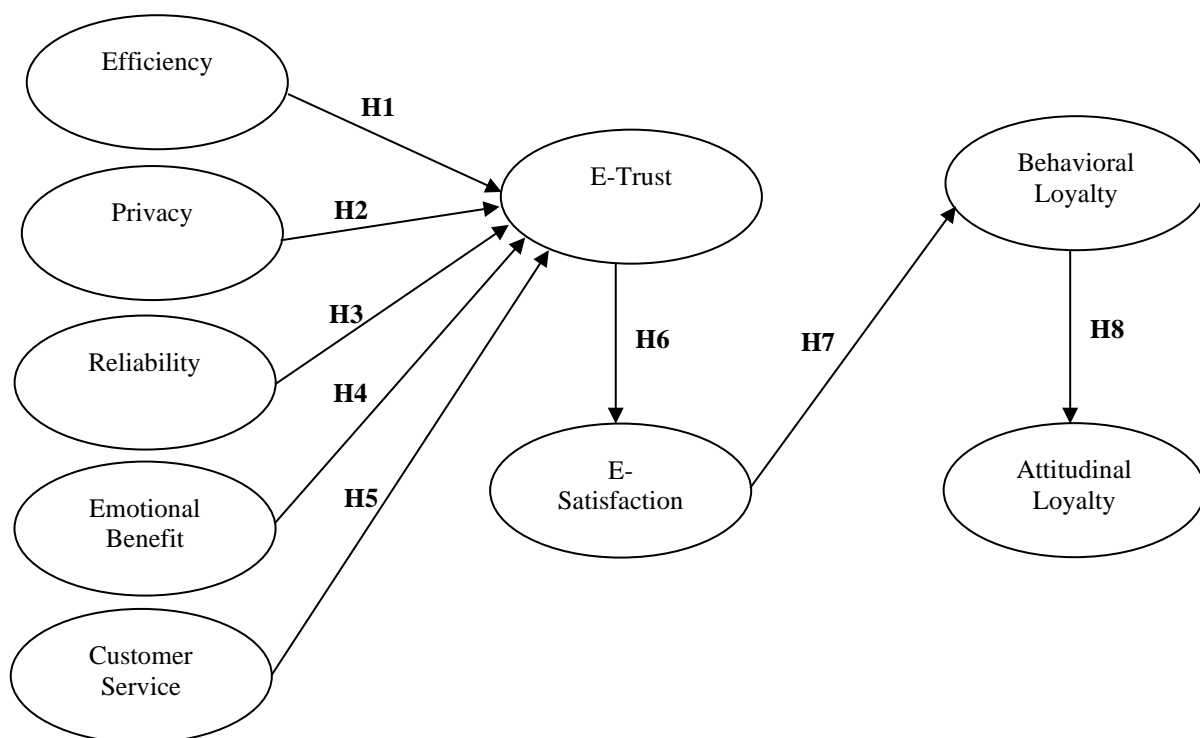 Efficiency
H1
Privacy
H2
Reliability
H3
Emotional
Benefit
H4
Customer
Service
H5
E-Trust
H6
E-
Satisfaction
H7
Behavioral
Loyalty
H8
Attitudinal
Loyalty